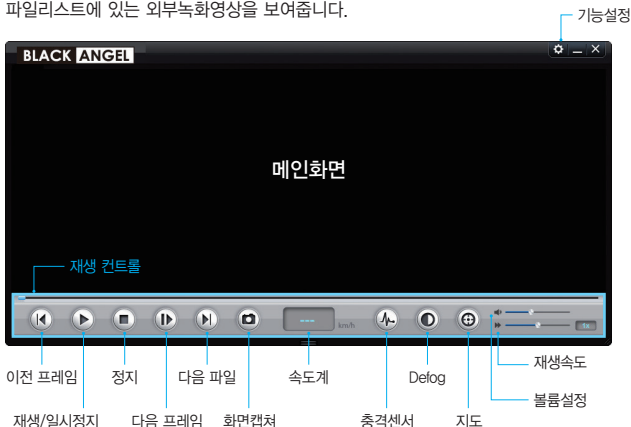 파일리스트에 있는 외부녹화영상을 보여줍니다.
기능설정
BLACK ANGEL
메인화면
재생 컨트롤
--- km/h
1x
이전 프레임
정지
다음 파일
속도계
Defog
재생속도
볼륨설정
재생/일시정지
다음 프레임
화면캡쳐
충격센서
지도